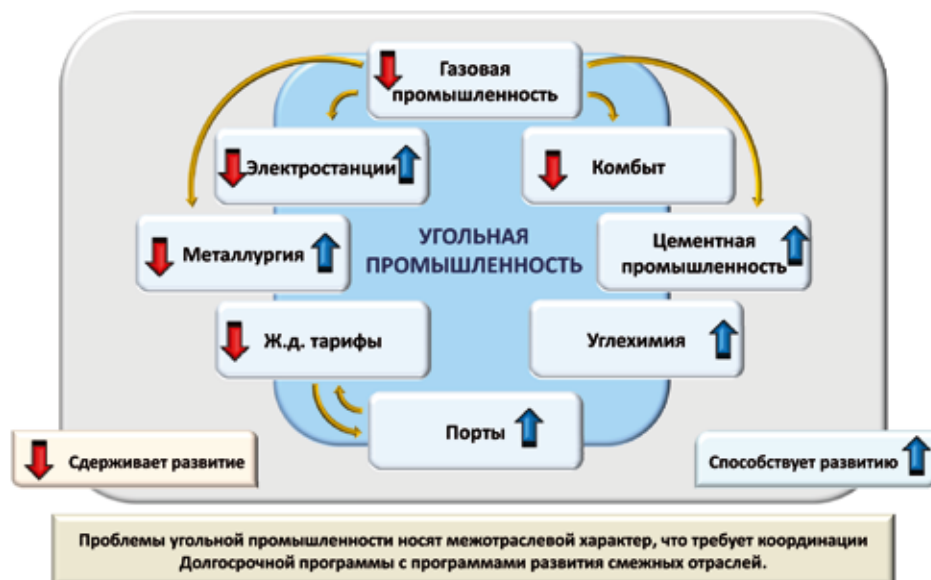 Газовая
промышленность
Электростанции
Комбыт
Металлургия
УГОЛЬНАЯ
ПРОМЫШЛЕННОСТЬ
Цементная
промышленность
Ж.д. тарифы
Углехимия
Порты
Сдерживает развитие
Способствует развитию
Проблемы угольной промышленности носят межотраслевой характер, что требует координации
Долгосрочной программы с программами развития смежных отраслей.